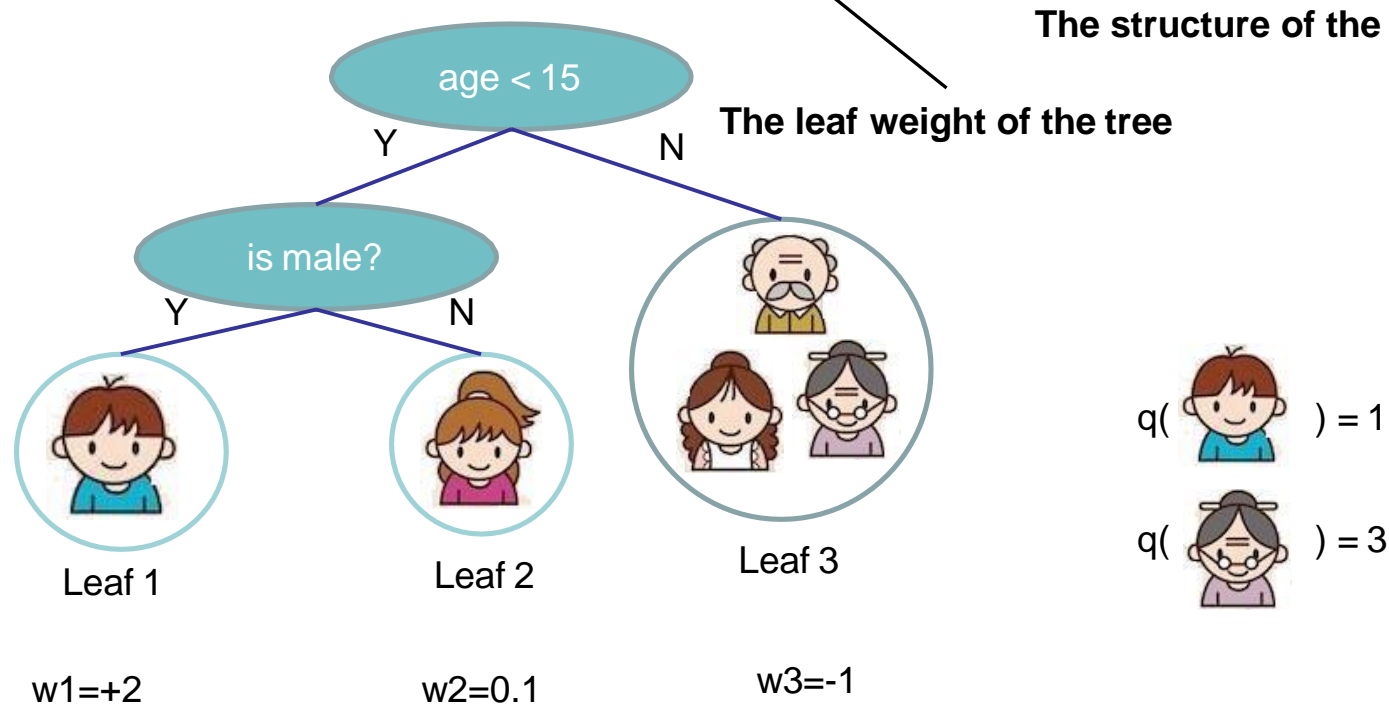 The structure of the
age < 15
The leaf weight of the tree
Y
N
is male?
Y
N
q( ) = 1
q( ) = 3
Leaf 1
Leaf 2
Leaf 3
w1=+2
w2=0.1
w3=-1